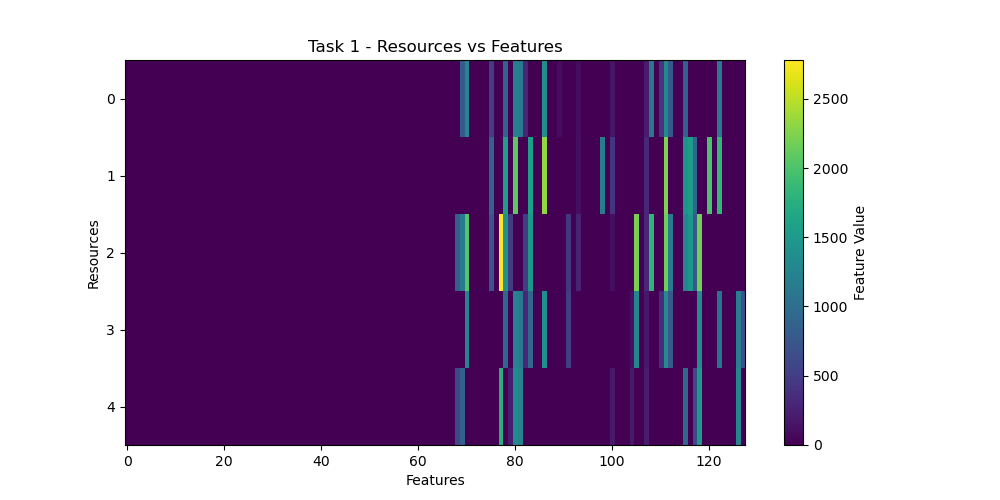 Task 1 - Resources vs Features
Resources
0
1
2
3
4
0 20 40 60 80 100 120
Features
2500
2000
1500
1000
500
0
Feature Value